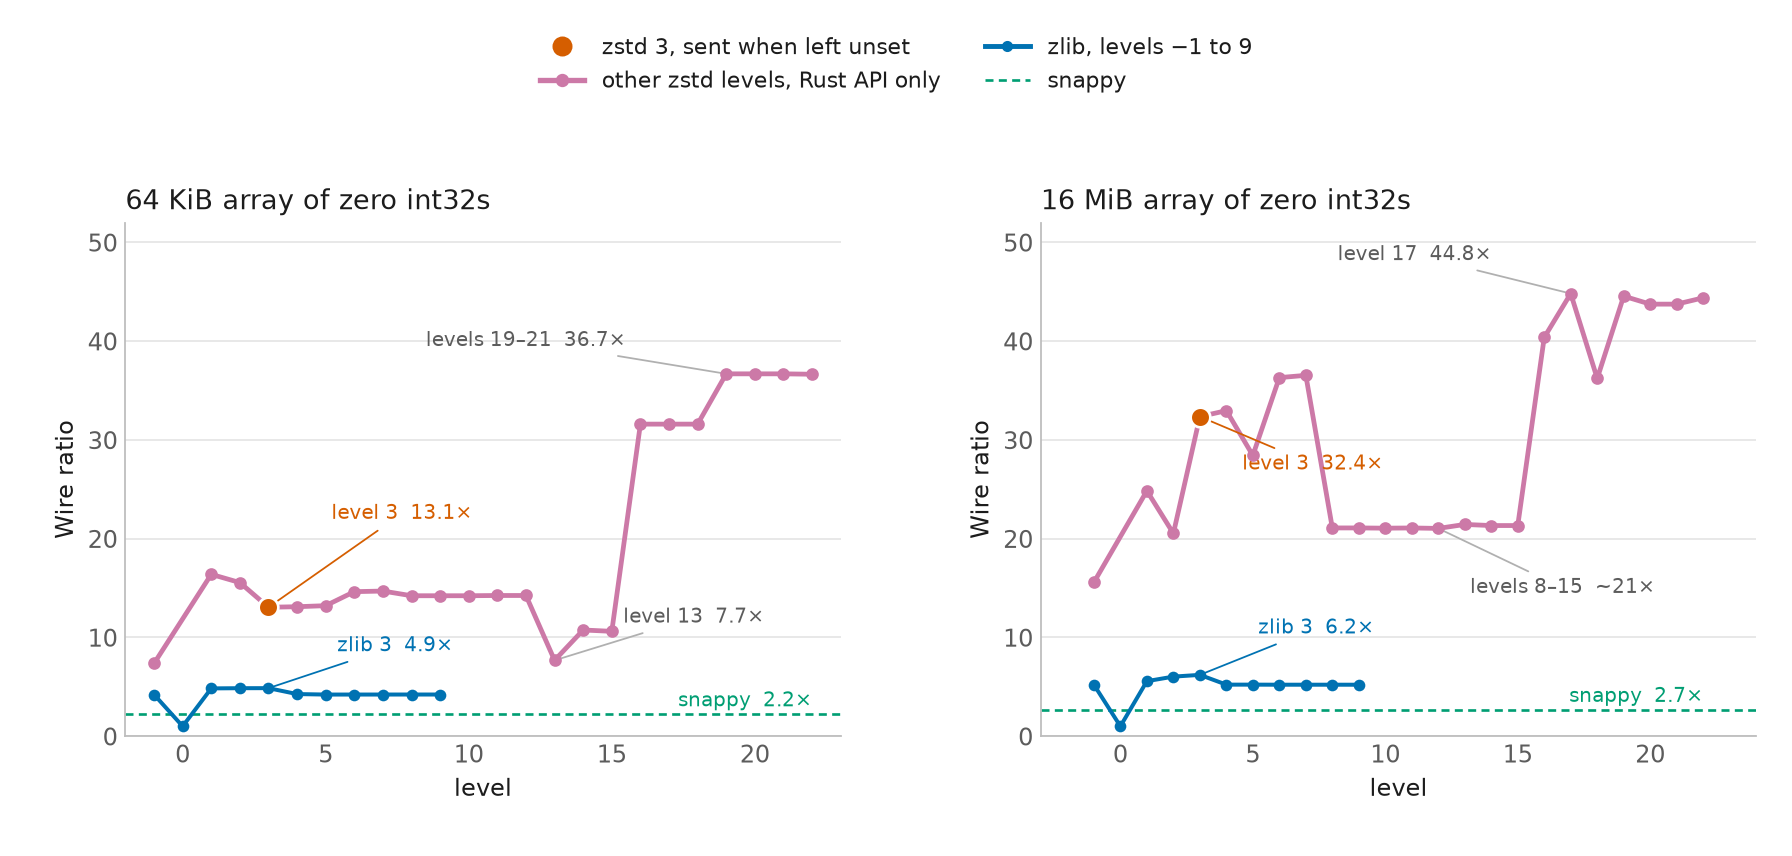 zstd 3, sent when left unset
other zstd levels, Rust API only
zlib, levels −1 to 9
snappy
64 KiB array of zero int32s
50
40
30
20
10
0
Wire ratio
levels 19–21  36.7×
level 3  13.1×
level 13  7.7×
zlib 3  4.9×
snappy  2.2×
0 5 10 15 20
level
16 MiB array of zero int32s
50
40
30
20
10
0
Wire ratio
level 17  44.8×
level 3  32.4×
levels 8–15  ~21×
zlib 3  6.2×
snappy  2.7×
0 5 10 15 20
level